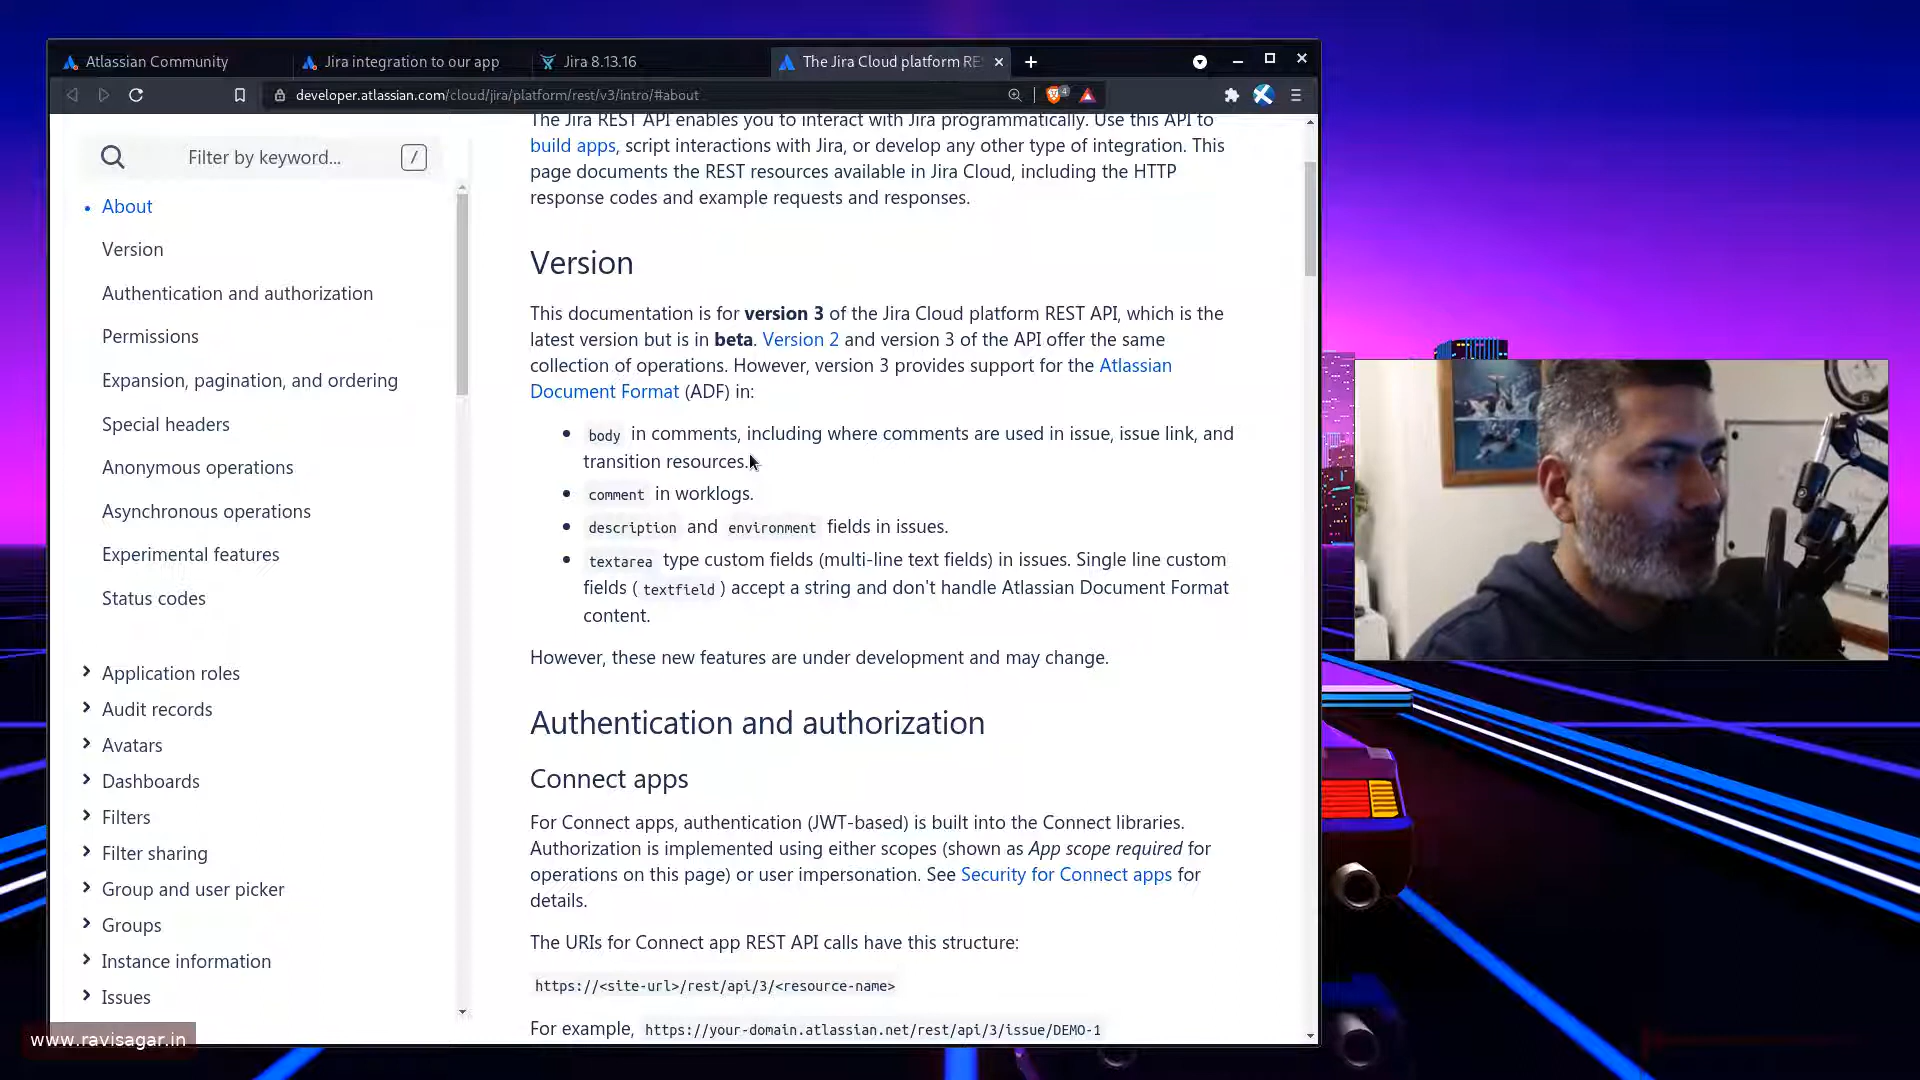 Atlassian Community
Jira integration to our app
Jira 8.13.16
The Jira Cloud platform RE
developer.atlassian.com/cloud/jira/platform/rest/v3/intro/#about
4
Filter by keyword...
/
About
Version
Authentication and authorization
Permissions
Expansion, pagination, and ordering
Special headers
Anonymous operations
Asynchronous operations
Experimental features
Status codes
Application roles
Audit records
Avatars
Dashboards
Filters
Filter sharing
Group and user picker
Groups
Instance information
Issues
The Jira REST API enables you to interact with Jira programmatically. Use this API to
build apps, script interactions with Jira, or develop any other type of integration. This
page documents the REST resources available in Jira Cloud, including the HTTP
response codes and example requests and responses.
Version
This documentation is for version 3 of the Jira Cloud platform REST API, which is the
latest version but is in beta. Version 2 and version 3 of the API offer the same
collection of operations. However, version 3 provides support for the Atlassian
Document Format (ADF) in:
body in comments, including where comments are used in issue, issue link, and
transition resources.
comment in worklogs.
description and environment fields in issues.
textarea type custom fields (multi-line text fields) in issues. Single line custom
fields ( textfield ) accept a string and don't handle Atlassian Document Format
content.
However, these new features are under development and may change.
Authentication and authorization
Connect apps
For Connect apps, authentication (JWT-based) is built into the Connect libraries.
Authorization is implemented using either scopes (shown as App scope required for
operations on this page) or user impersonation. See Security for Connect apps for
details.
The URIs for Connect app REST API calls have this structure:
https://<site-url>/rest/api/3/<resource-name>
For example, https://your-domain.atlassian.net/rest/api/3/issue/DEMO-1
www.ravisagar.in